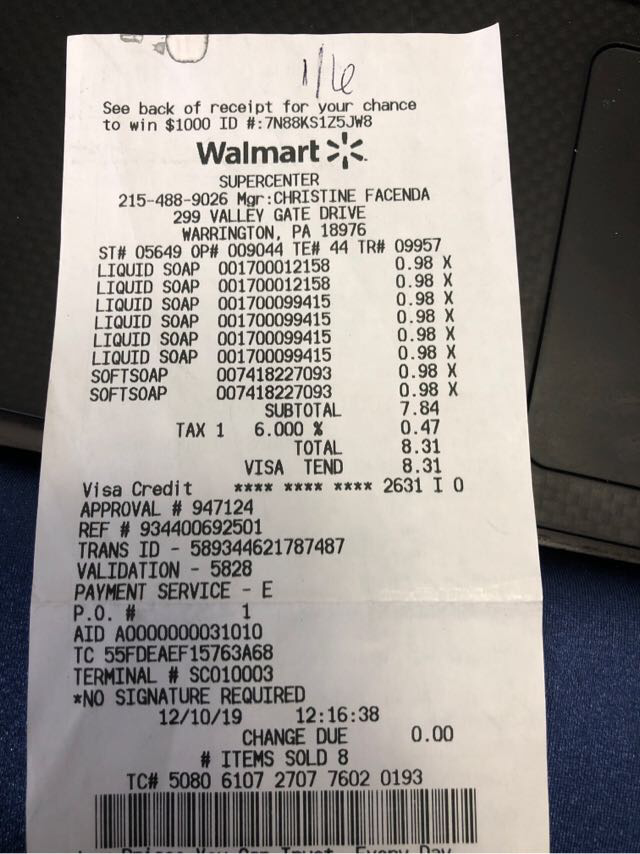 1/6
See back of receipt for your chance
to win $1000 ID #:7N88KS1Z5JW8
Walmart
SUPERCENTER
215-488-9026 Mgr:CHRISTINE FACENDA
299 VALLEY GATE DRIVE
WARRINGTON, PA 18976
ST# 05649 OP# 009044 TE# 44 TR# 09957
LIQUID SOAP 001700012158 0.98 X
LIQUID SOAP 001700012158 0.98 X
LIQUID SOAP 001700099415 0.98 X
LIQUID SOAP 001700099415 0.98 X
LIQUID SOAP 001700099415 0.98 X
LIQUID SOAP 001700099415 0.98 X
SOFTSOAP 007418227093 0.98 X
SOFTSOAP 007418227093 0.98 X
SUBTOTAL 7.84
TAX 1 6.000 % 0.47
TOTAL 8.31
VISA TEND 8.31
Visa Credit **** **** **** 2631 I 0
APPROVAL # 947124
REF # 934400692501
TRANS ID - 589344621787487
VALIDATION - 5828
PAYMENT SERVICE - E
P.O. # 1
AID A0000000031010
TC 55FDEAEF15763A68
TERMINAL # SC010003
*NO SIGNATURE REQUIRED
12/10/19 12:16:38
CHANGE DUE 0.00
# ITEMS SOLD 8
TC# 5080 6107 2707 7602 0193
Prices You Can Trust. Every Day